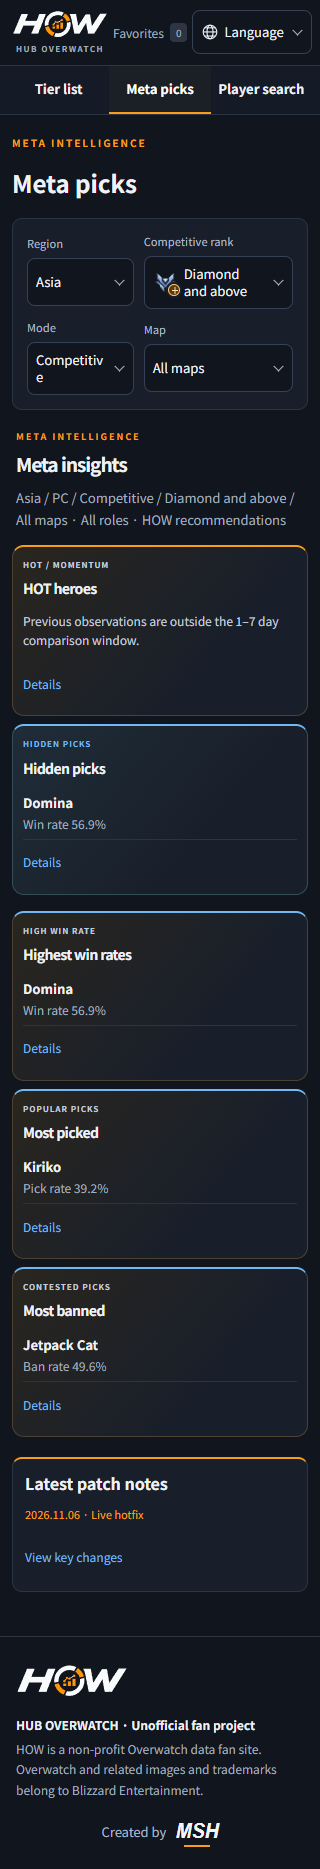 HOW
HUB OVERWATCH
Favorites 0
Language
Tier list
Meta picks
Player search
META INTELLIGENCE
Meta picks
Region
Competitive rank
Asia
Diamond
and above
Mode
Map
Competitiv
e
All maps
META INTELLIGENCE
Meta insights
Asia / PC / Competitive / Diamond and above /
All maps · All roles · HOW recommendations
HOT / MOMENTUM
HOT heroes
Previous observations are outside the 1–7 day
comparison window.
Details
HIDDEN PICKS
Hidden picks
Domina
Win rate 56.9%
Details
HIGH WIN RATE
Highest win rates
Domina
Win rate 56.9%
Details
POPULAR PICKS
Most picked
Kiriko
Pick rate 39.2%
Details
CONTESTED PICKS
Most banned
Jetpack Cat
Ban rate 49.6%
Details
Latest patch notes
2026.11.06 · Live hotfix
View key changes
HOW
HUB OVERWATCH · Unofficial fan project
HOW is a non-profit Overwatch data fan site.
Overwatch and related images and trademarks
belong to Blizzard Entertainment.
Created by MSH